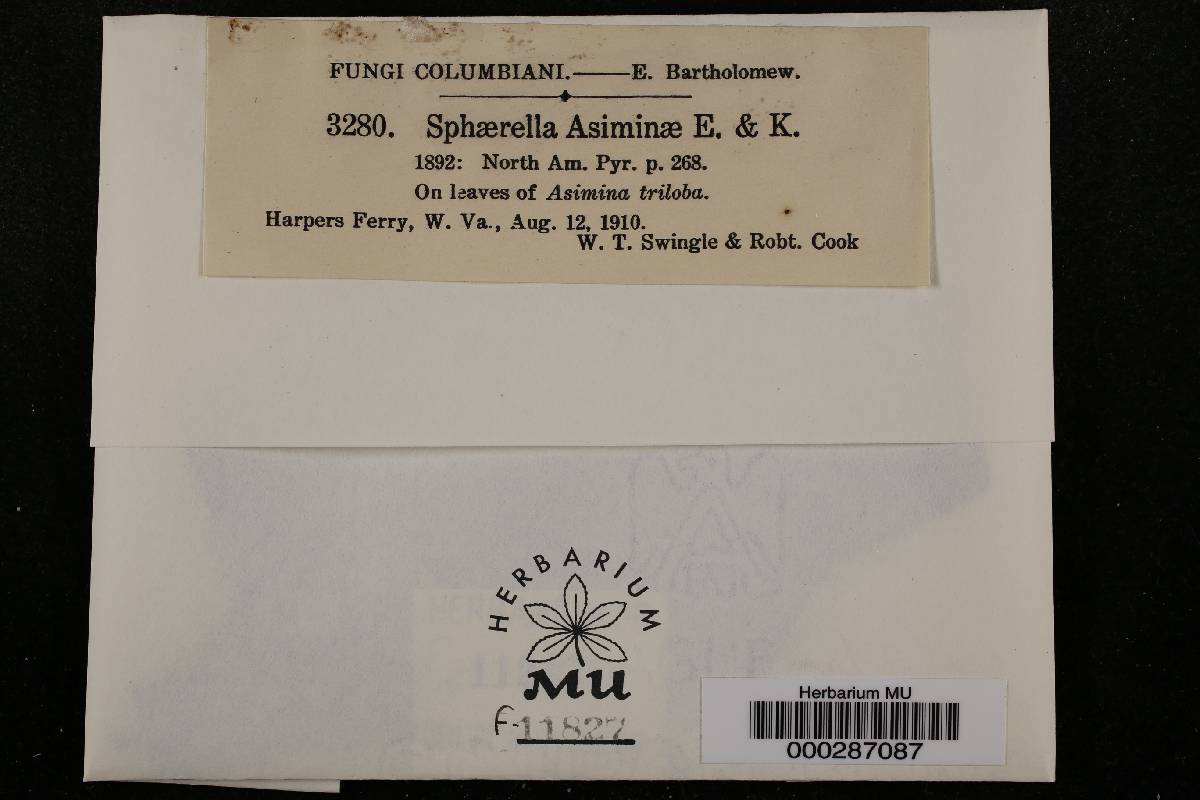 FUNGI COLUMBIANI.——E. Bartholomew.
3280. Sphærella Asiminæ E. & K.
1892: North Am. Pyr. p. 268.
On leaves of Asimina triloba.
Harpers Ferry, W. Va., Aug. 12, 1910.
W. T. Swingle & Robt. Cook
HERBARIUM
MU
F 11827
Herbarium MU
000287087